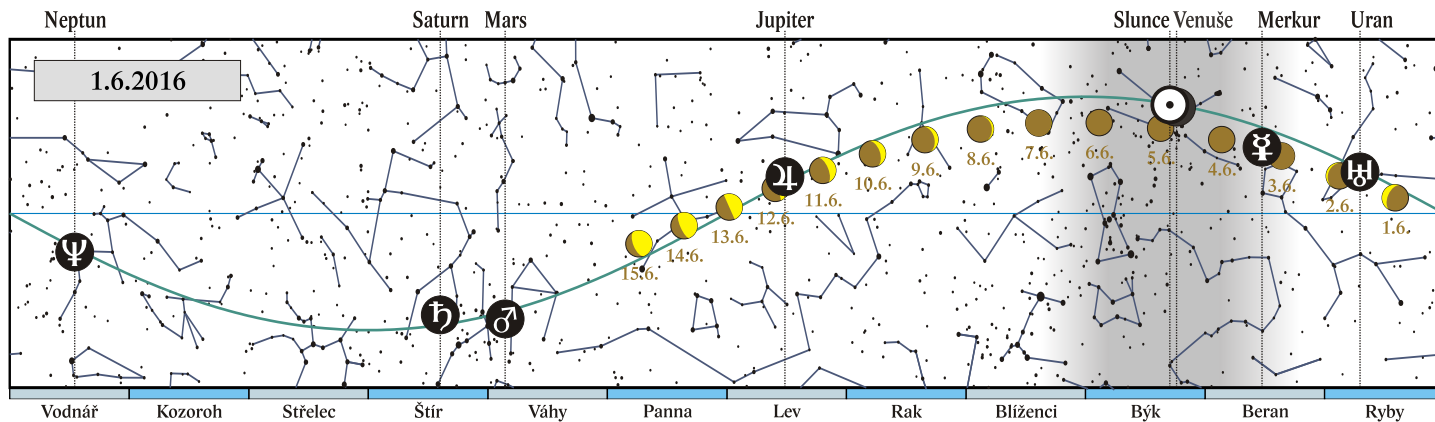 Neptun Saturn Mars Jupiter Slunce Venuše Merkur Uran
1.6.2016
15.6. 14.6. 13.6. 12.6. 11.6. 10.6. 9.6. 8.6. 7.6. 6.6. 5.6. 4.6. 3.6. 2.6. 1.6.
Vodnář Kozoroh Střelec Štír Váhy Panna Lev Rak Blíženci Býk Beran Ryby